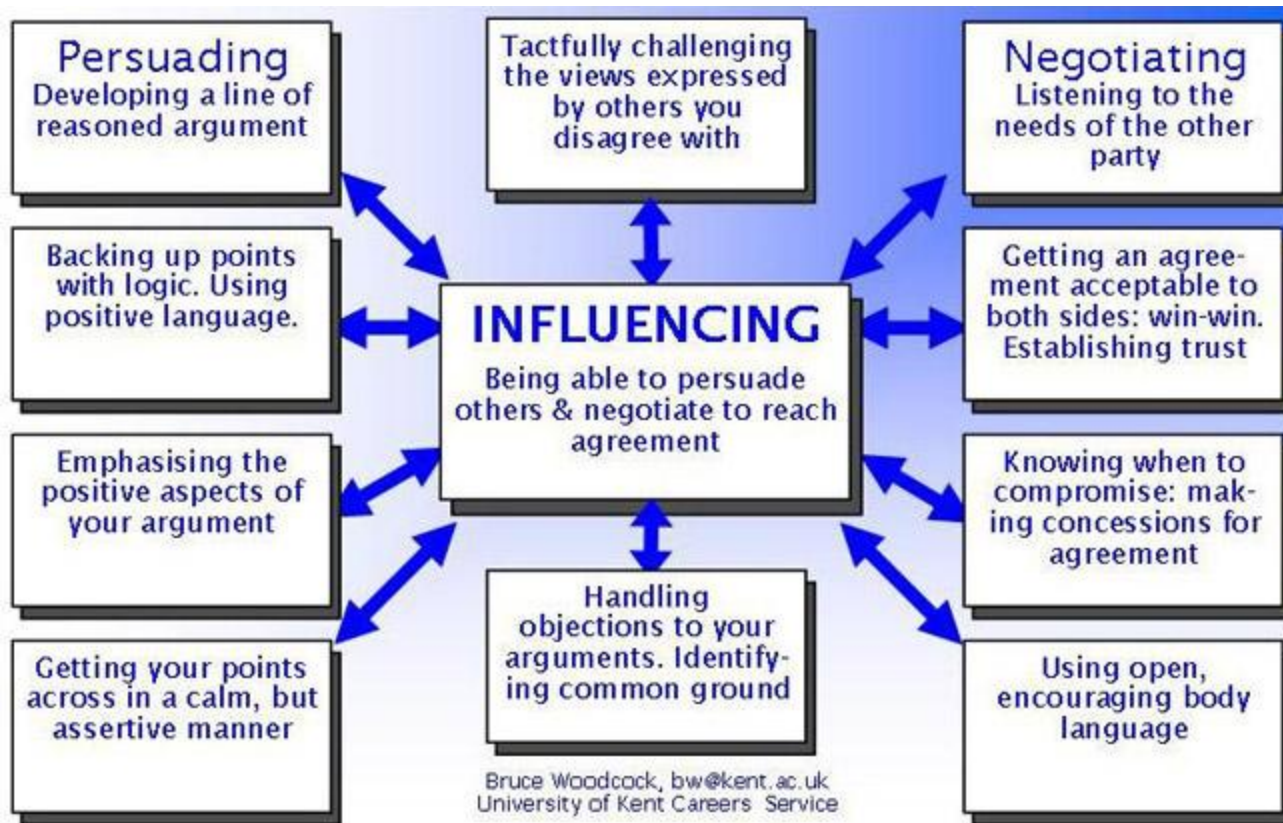 Persuading
Developing a line of
reasoned argument
Backing up points
with logic. Using
positive language.
Emphasising the
positive aspects of
your argument
Getting your points
across in a calm, but
assertive manner
Tactfully challenging
the views expressed
by others you
disagree with
INFLUENCING
Being able to persuade
others & negotiate to reach
agreement
Handling
objections to your
arguments. Identify-
ing common ground
Bruce Woodcock, bw@kent.ac.uk
University of Kent Careers Service
Negotiating
Listening to the
needs of the other
party
Getting an agree-
ment acceptable to
both sides: win-win.
Establishing trust
Knowing when to
compromise: mak-
ing concessions for
agreement
Using open,
encouraging body
language